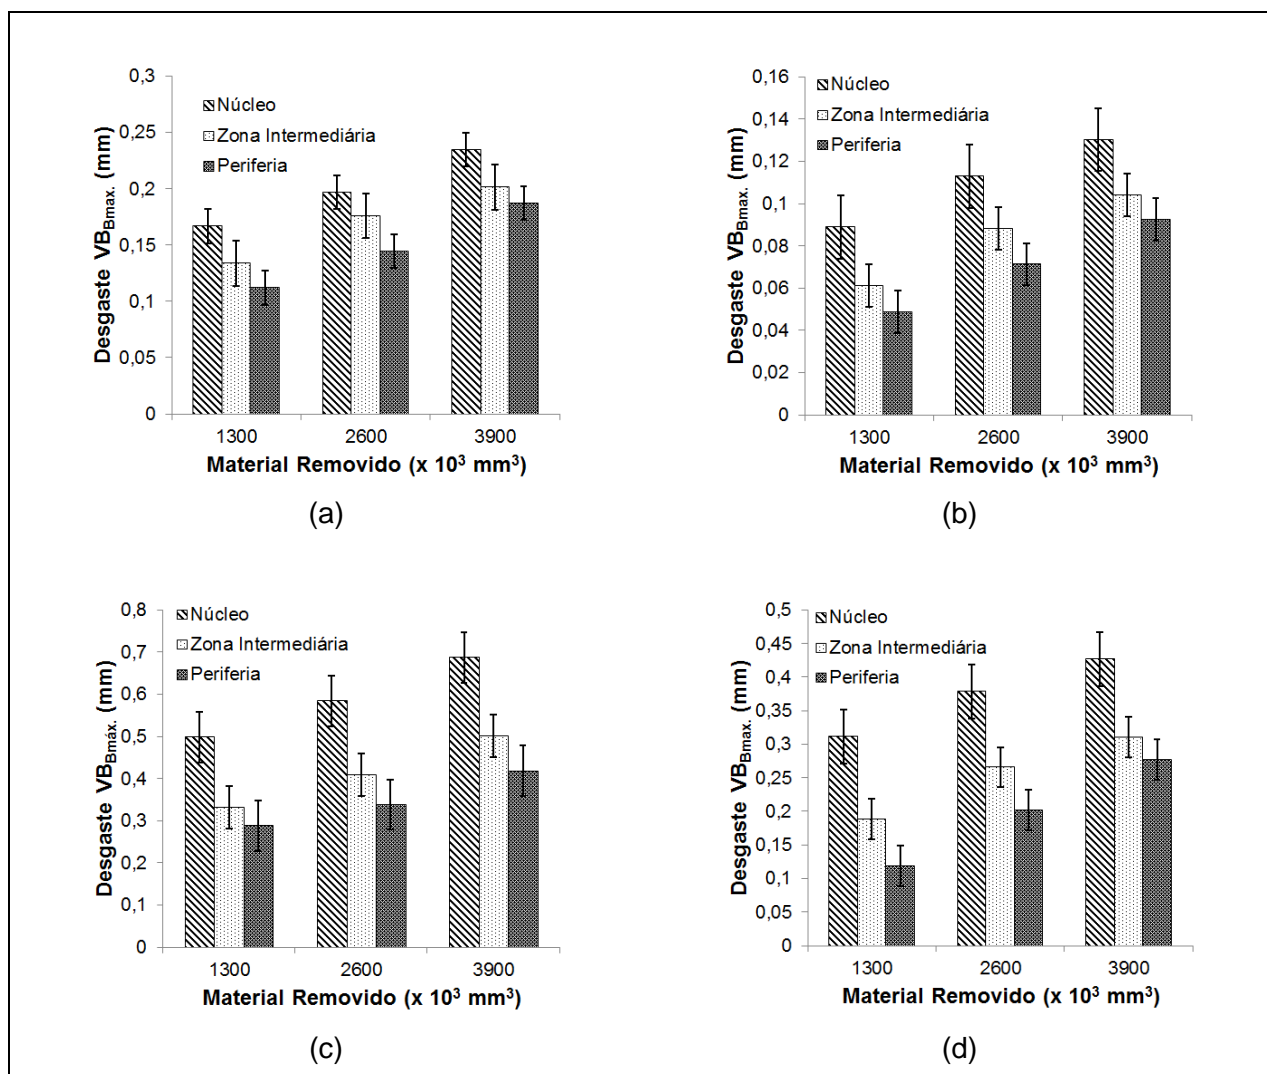 0,3
0,25
0,2
0,15
0,1
0,05
0
Desgaste VB_Bmax. (mm)
Núcleo
Zona Intermediária
Periferia
1300 2600 3900
Material Removido (x 10³ mm³)
(a)
0,16
0,14
0,12
0,1
0,08
0,06
0,04
0,02
0
Desgaste VB_Bmax. (mm)
Núcleo
Zona Intermediária
Periferia
1300 2600 3900
Material Removido (x 10³ mm³)
(b)
0,8
0,7
0,6
0,5
0,4
0,3
0,2
0,1
0
Desgaste VB_Bmáx. (mm)
Núcleo
Zona Intermediária
Periferia
1300 2600 3900
Material Removido (x 10³ mm³)
(c)
0,5
0,45
0,4
0,35
0,3
0,25
0,2
0,15
0,1
0,05
0
Desgaste VB_Bmax. (mm)
Núcleo
Zona Intermediária
Periferia
1300 2600 3900
Material Removido (x 10³ mm³)
(d)